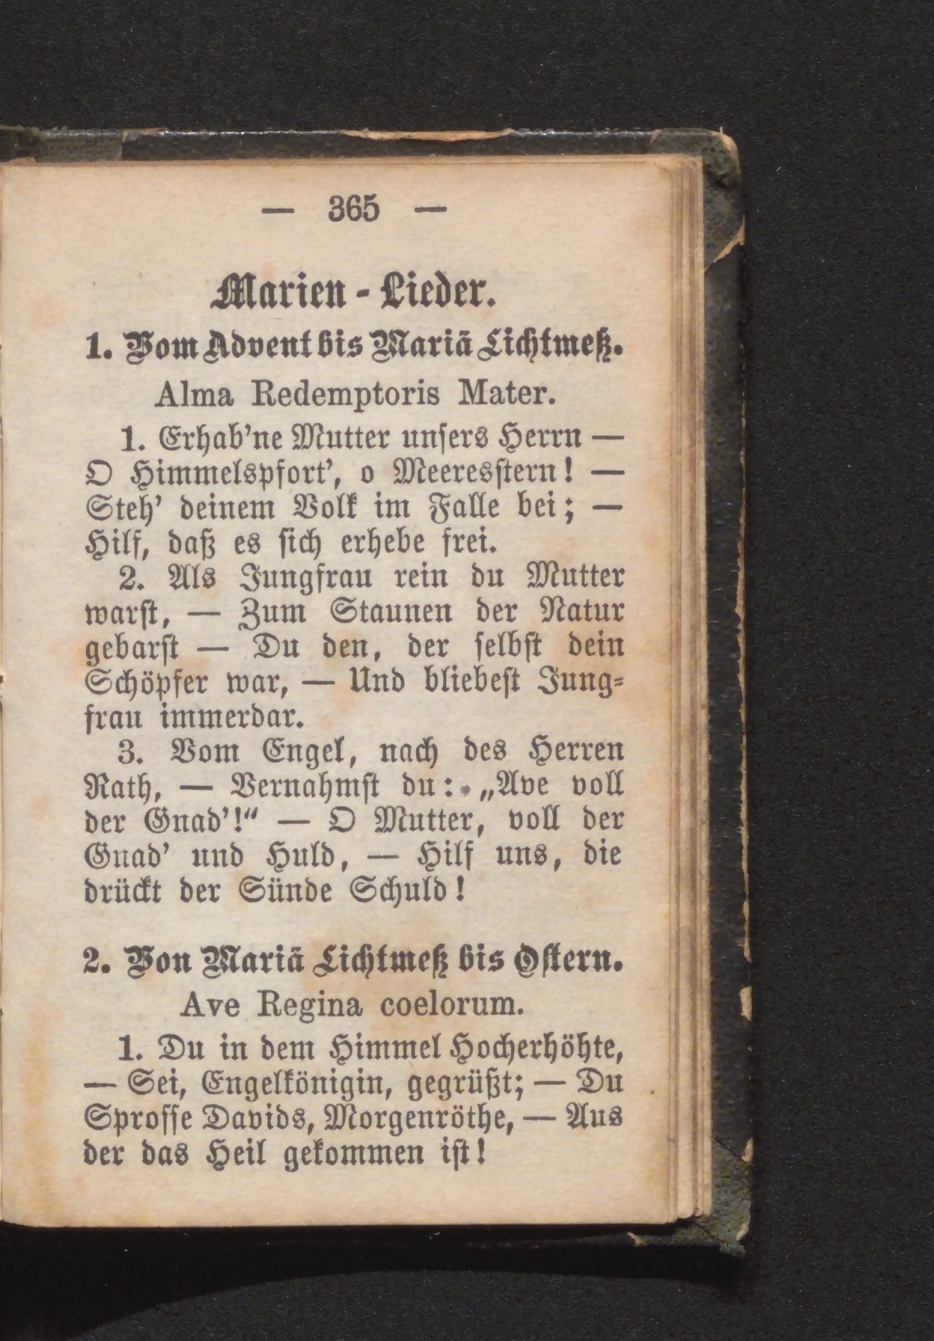 — 365 —
Marien-Lieder.
1. Vom Advent bis Mariä Lichtmeß.
Alma Redemptoris Mater.
1. Erhab'ne Mutter unsers Herrn —
O Himmelspfort', o Meeresstern! —
Steh' deinem Volk im Falle bei; —
Hilf, daß es sich erhebe frei.
2. Als Jungfrau rein du Mutter
warst, — Zum Staunen der Natur
gebarst — Du den, der selbst dein
Schöpfer war, — Und bliebest Jung-
frau immerdar.
3. Vom Engel, nach des Herren
Rath, — Vernahmst du: „Ave voll
der Gnad'!“ — O Mutter, voll der
Gnad' und Huld, — Hilf uns, die
drückt der Sünde Schuld!
2. Von Mariä Lichtmeß bis Ostern.
Ave Regina coelorum.
1. Du in dem Himmel Hocherhöhte,
— Sei, Engelkönigin, gegrüßt; — Du
Sprosse Davids, Morgenröthe, — Aus
der das Heil gekommen ist!